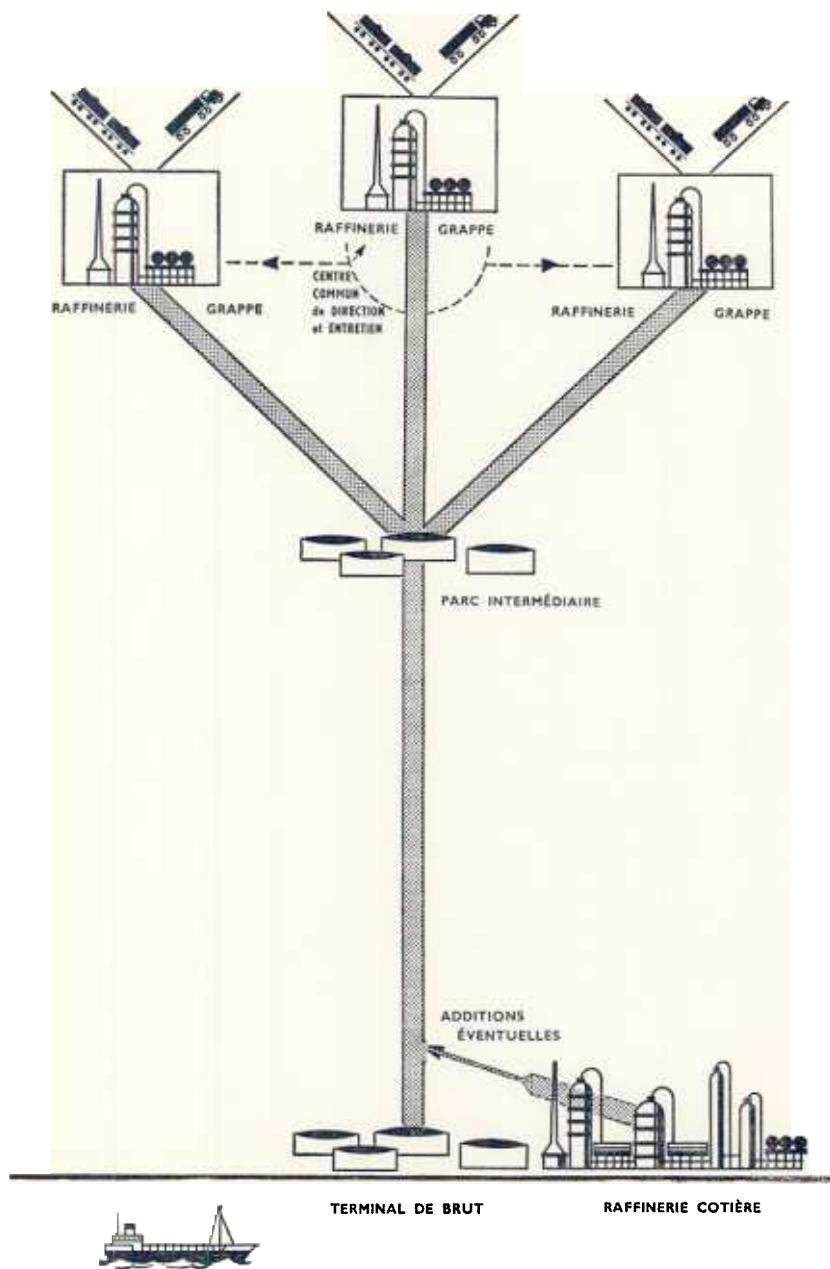 RAFFINERIE GRAPPE
CENTRE
COMMUN
de DIRECTION
et ENTRETIEN
RAFFINERIE GRAPPE
RAFFINERIE GRAPPE
PARC INTERMÉDIAIRE
ADDITIONS
ÉVENTUELLES
TERMINAL DE BRUT
RAFFINERIE COTIÈRE